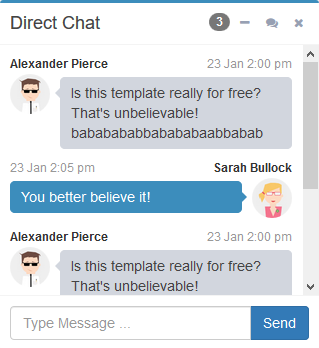 Direct Chat 3
Alexander Pierce 23 Jan 2:00 pm
Is this template really for free?
That's unbelievable!
babababbabababaabbabab
23 Jan 2:05 pm Sarah Bullock
You better believe it!
Alexander Pierce 23 Jan 2:00 pm
Is this template really for free?
That's unbelievable!
Type Message ... Send